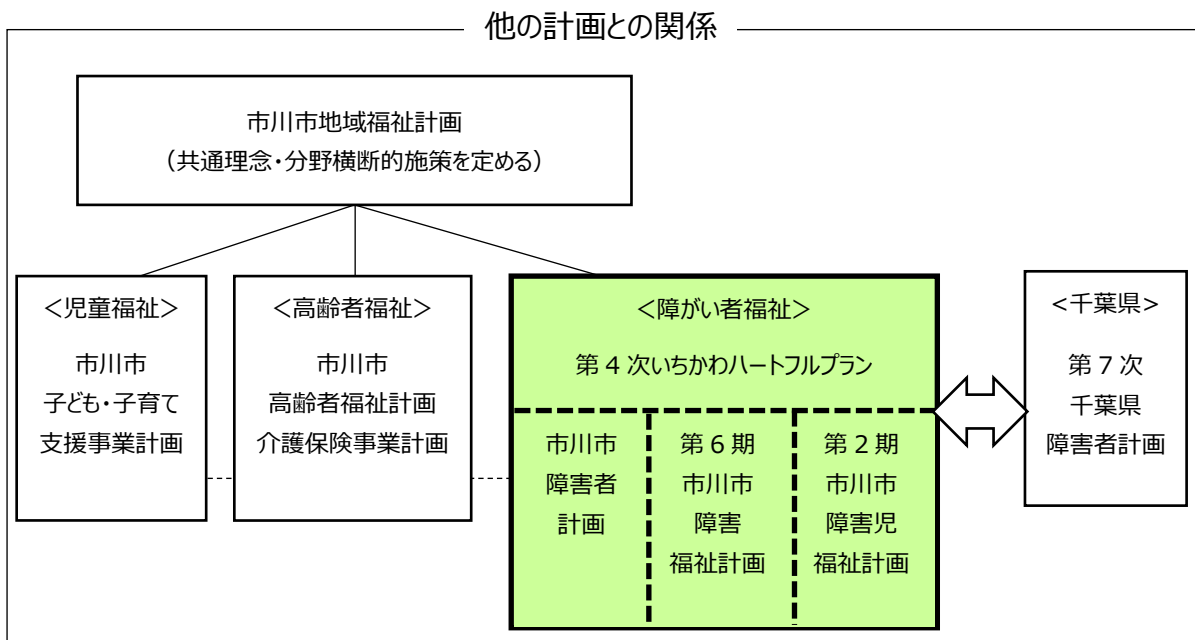 他の計画との関係
市川市地域福祉計画
（共通理念・分野横断的施策を定める）
＜児童福祉＞
市川市
子ども・子育て
支援事業計画
＜高齢者福祉＞
市川市
高齢者福祉計画
介護保険事業計画
＜障がい者福祉＞
第４次いちかわハートフルプラン
市川市
障害者
計画
第６期
市川市
障害
福祉計画
第２期
市川市
障害児
福祉計画
＜千葉県＞
第７次
千葉県
障害者計画